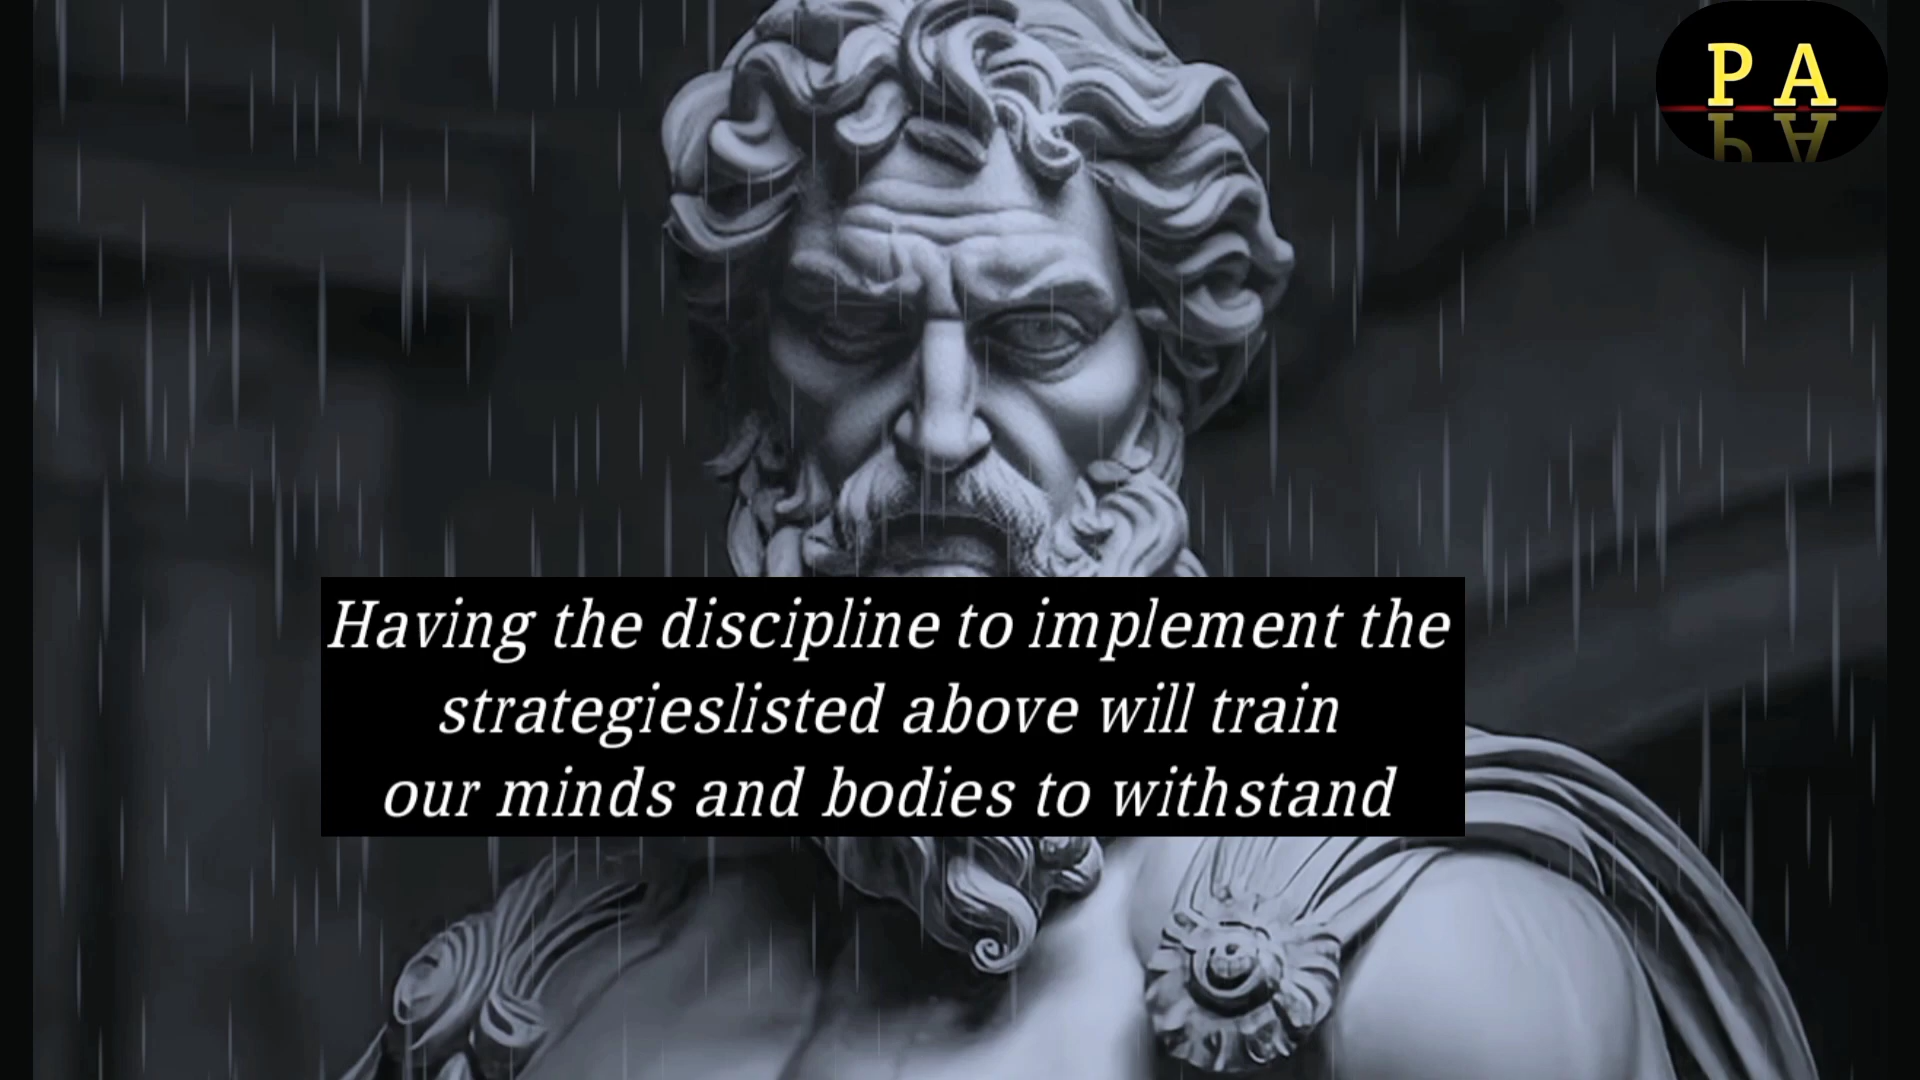 P A
Having the discipline to implement the
strategieslisted above will train
our minds and bodies to withstand